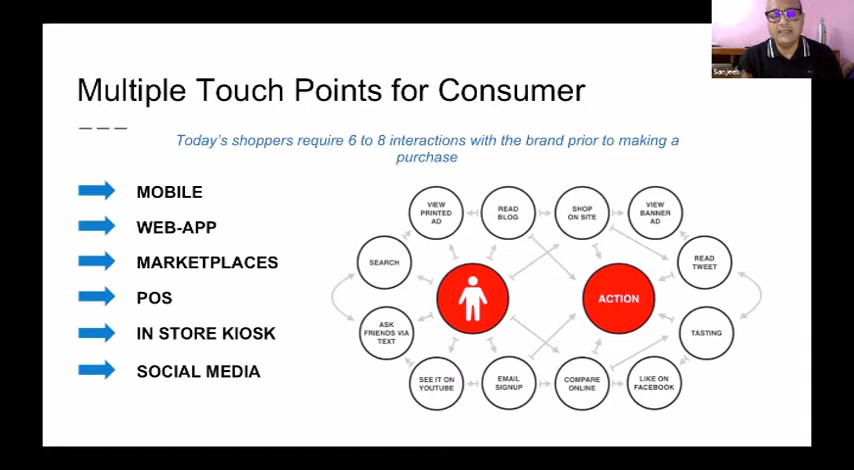 Sanjeeb
Multiple Touch Points for Consumer
Today's shoppers require 6 to 8 interactions with the brand prior to making a
purchase
MOBILE
WEB-APP
MARKETPLACES
POS
IN STORE KIOSK
SOCIAL MEDIA
VIEW
PRINTED
AD
READ
BLOG
SHOP
ON SITE
VIEW
BANNER
AD
SEARCH
READ
TWEET
ACTION
ASK
FRIENDS VIA
TEXT
TASTING
SEE IT ON
YOUTUBE
EMAIL
SIGNUP
COMPARE
ONLINE
LIKE ON
FACEBOOK